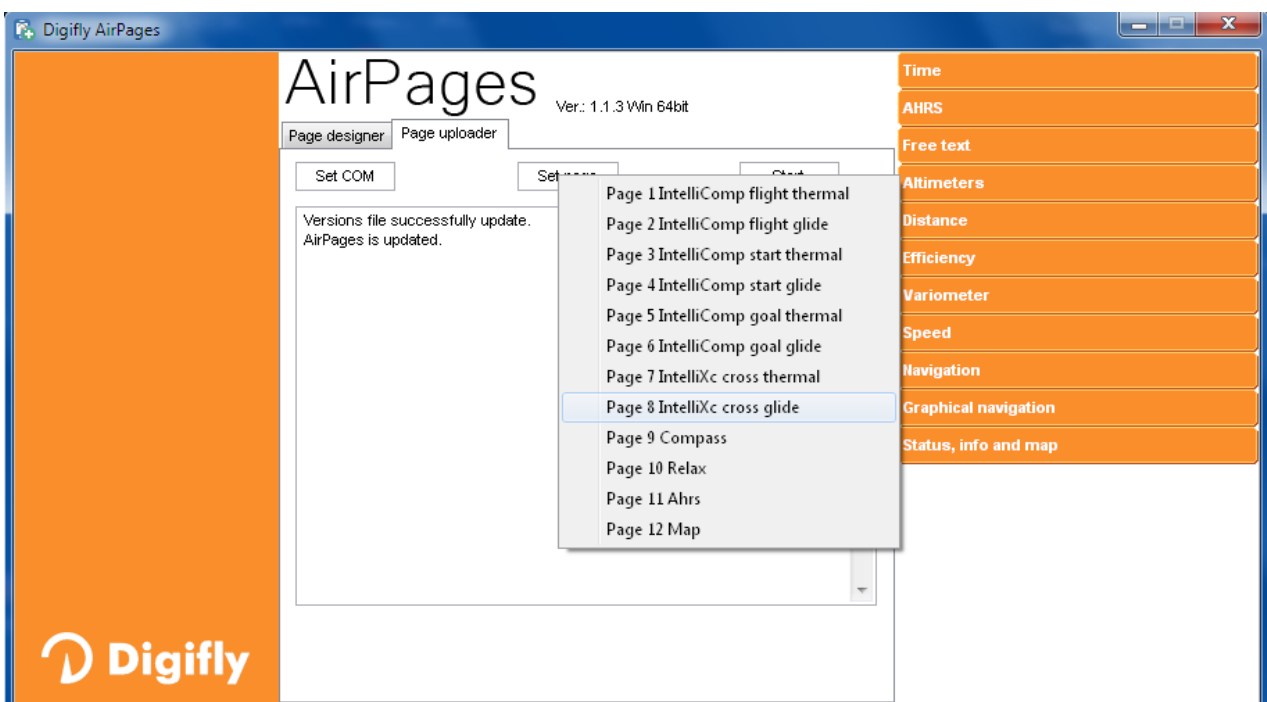 Digifly AirPages
AirPages
Ver.: 1.1.3 Win 64bit
Page designer
Page uploader
Set COM
Start
Versions file successfully update.
AirPages is updated.
Page 1 IntelliComp flight thermal
Page 2 IntelliComp flight glide
Page 3 IntelliComp start thermal
Page 4 IntelliComp start glide
Page 5 IntelliComp goal thermal
Page 6 IntelliComp goal glide
Page 7 IntelliXc cross thermal
Page 8 IntelliXc cross glide
Page 9 Compass
Page 10 Relax
Page 11 Ahrs
Page 12 Map
Time
AHRS
Free text
Altimeters
Distance
Efficiency
Variometer
Speed
Navigation
Graphical navigation
Status, info and map
Digifly